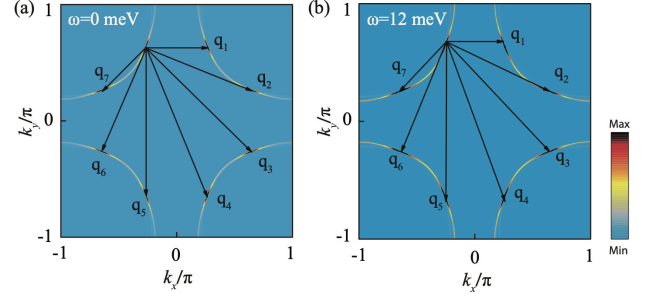 (a)
ω=0 meV
1
0
-1
k_y/π
-1
0
1
k_x/π
q₁
q₂
q₃
q₄
q₅
q₆
q₇
(b)
ω=12 meV
1
0
-1
k_y/π
-1
0
1
k_x/π
q₁
q₂
q₃
q₄
q₅
q₆
q₇
Max
Min